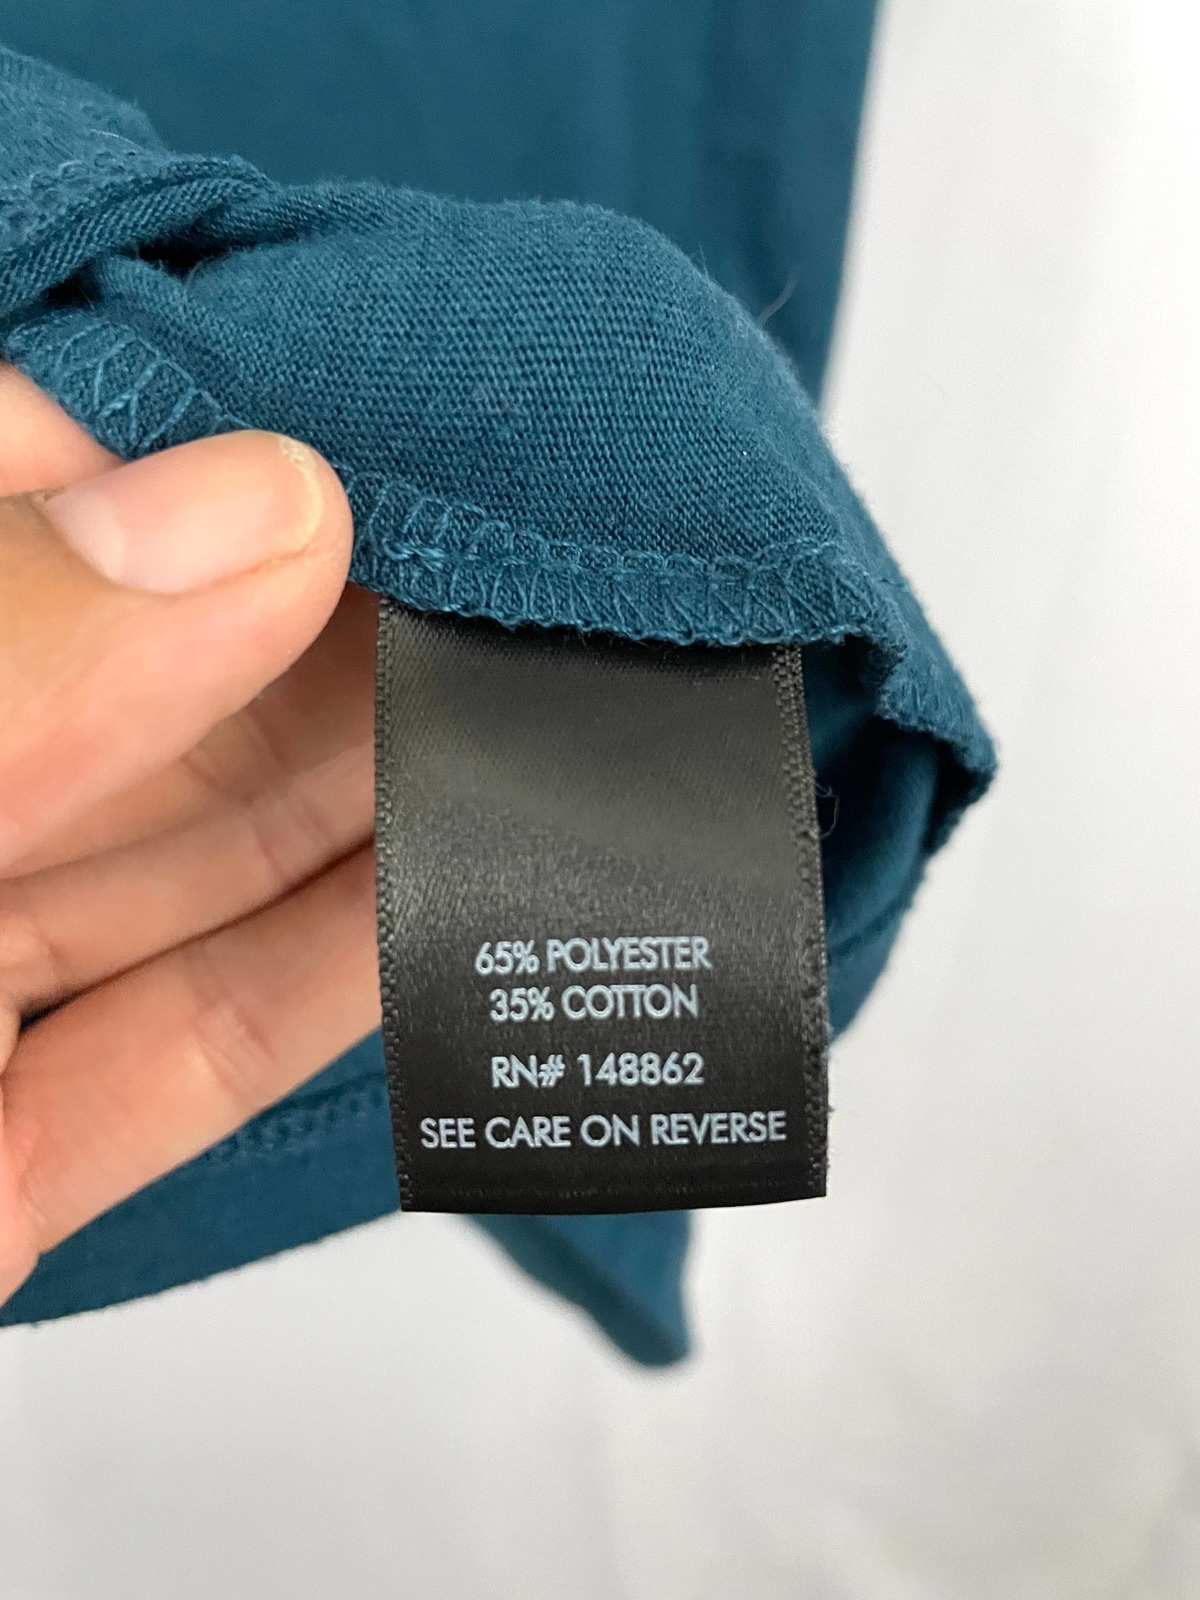 65% POLYESTER
35% COTTON
RN# 148862
SEE CARE ON REVERSE